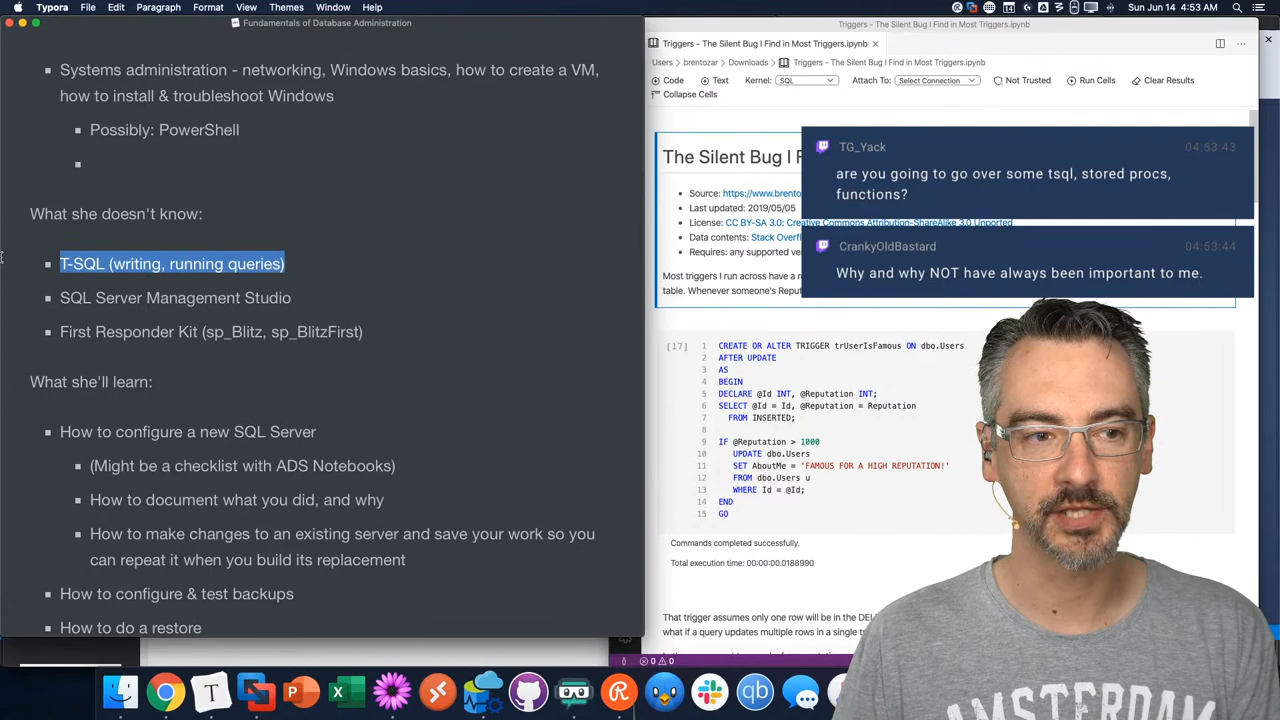 Typora File Edit Paragraph Format View Themes Window Help
Sun Jun 14 4:53 AM
Fundamentals of Database Administration
Systems administration - networking, Windows basics, how to create a VM,
how to install & troubleshoot Windows
Possibly: PowerShell
What she doesn't know:
T-SQL (writing, running queries)
SQL Server Management Studio
First Responder Kit (sp_Blitz, sp_BlitzFirst)
What she'll learn:
How to configure a new SQL Server
(Might be a checklist with ADS Notebooks)
How to document what you did, and why
How to make changes to an existing server and save your work so you
can repeat it when you build its replacement
How to configure & test backups
How to do a restore
Triggers - The Silent Bug I Find in Most Triggers.ipynb
Triggers - The Silent Bug I Find in Most Triggers.ipynb
Users > brentozar > Downloads > Triggers - The Silent Bug I Find in Most Triggers.ipynb
Code Text Kernel: SQL Attach To: Select Connection Not Trusted Run Cells Clear Results
Collapse Cells
The Silent Bug I F
Source: https://www.brento
Last updated: 2019/05/05
License: CC BY-SA 3.0: Creative Commons Attribution-ShareAlike 3.0 Unported
Data contents: Stack Overfl
Requires: any supported ver
Most triggers I run across have a r
table. Whenever someone's Reput
TG_Yack 04:53:43
are you going to go over some tsql, stored procs,
functions?
CrankyOldBastard 04:53:44
Why and why NOT have always been important to me.
[17] 1 CREATE OR ALTER TRIGGER trUserIsFamous ON dbo.Users
2 AFTER UPDATE
3 AS
4 BEGIN
5 DECLARE @Id INT, @Reputation INT;
6 SELECT @Id = Id, @Reputation = Reputation
7 FROM INSERTED;
8
9 IF @Reputation > 1000
10 UPDATE dbo.Users
11 SET AboutMe = 'FAMOUS FOR A HIGH REPUTATION!'
12 FROM dbo.Users u
13 WHERE Id = @Id;
14 END
15 GO
Commands completed successfully.
Total execution time: 00:00:00.0188990
That trigger assumes only one row will be in the DEL
what if a query updates multiple rows in a single t
0 0
T P X R qb
AMSTERDAM